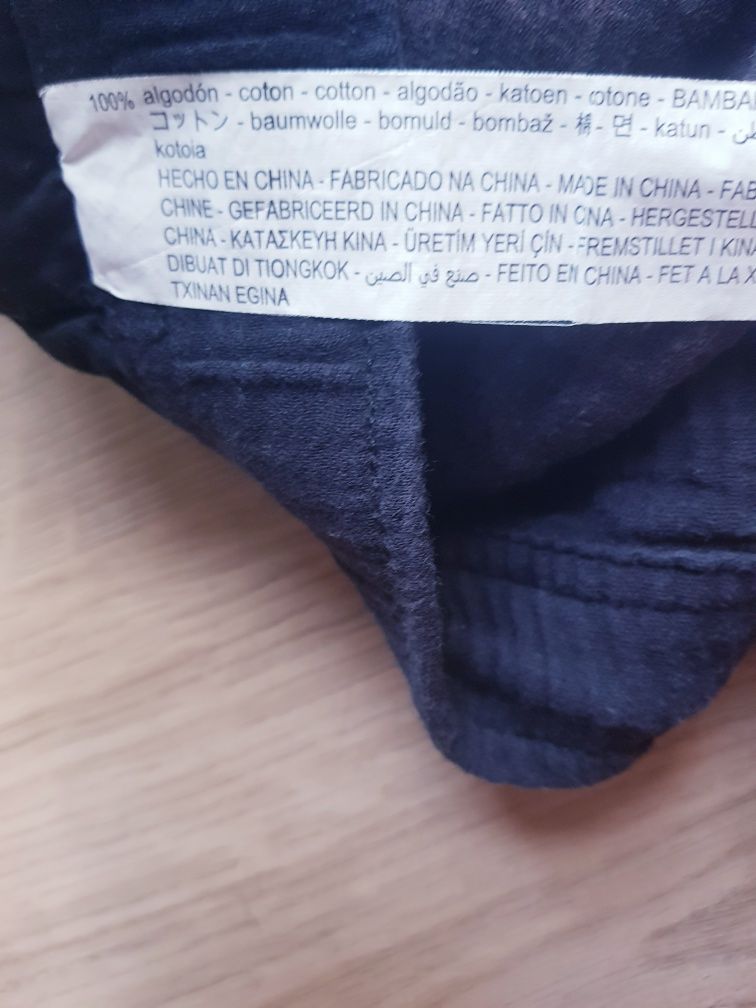 100% algodón - coton - cotton - algodão - katoen - cotone - BAMBA
コットン - baumwolle - bomuld - bombaž - 棉 - 면 - katun - قطن
kotoia
HECHO EN CHINA - FABRICADO NA CHINA - MADE IN CHINA - FAB
CHINE - GEFABRICEERD IN CHINA - FATTO IN CINA - HERGESTELL
CHINA - ΚΑΤΑΣΚΕΥΗ ΚΙΝΑ - ÜRETİM YERİ ÇİN - FREMSTILLET I KINA
DIBUAT DI TIONGKOK - صنع في الصين - FEITO EN CHINA - FET A LA X
TXINAN EGINA